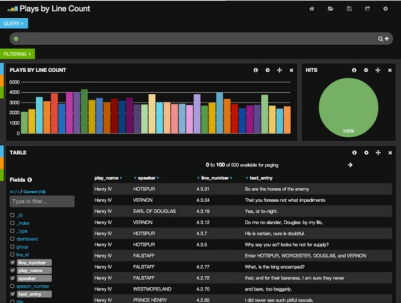 Plays by Line Count
QUERY
FILTERING
PLAYS BY LINE COUNT
HITS
5000
4000
3000
2000
1000
0
100%
TABLE
0 to 100 of 500 available for paging
Fields
All (1) / Current (13)
Type to filter...
_id
_index
_type
dashboard
group
line_id
line_number
play_name
speaker
speech_number
text_entry
title
play_name speaker line_number text_entry
Henry IV HOTSPUR 4.3.31 So are the horses of the enemy
Henry IV VERNON 4.3.24 That you foresee not what impediments
Henry IV EARL OF DOUGLAS 4.3.19 Yea, or to-night.
Henry IV VERNON 4.3.12 Do me no slander, Douglas: by my life,
Henry IV HOTSPUR 4.3.7 He is certain, ours is doubtful.
Henry IV HOTSPUR 4.3.5 Why say you so? looks he not for supply?
Henry IV FALSTAFF Enter HOTSPUR, WORCESTER, DOUGLAS, and VERNON
Henry IV FALSTAFF 4.2.77 What, is the king encamped?
Henry IV FALSTAFF 4.2.72 that; and for their bareness, I am sure they never
Henry IV WESTMORELAND 4.2.70 and bare, too beggarly.
Henry IV PRINCE HENRY 4.2.65 I did never see such pitiful rascals.